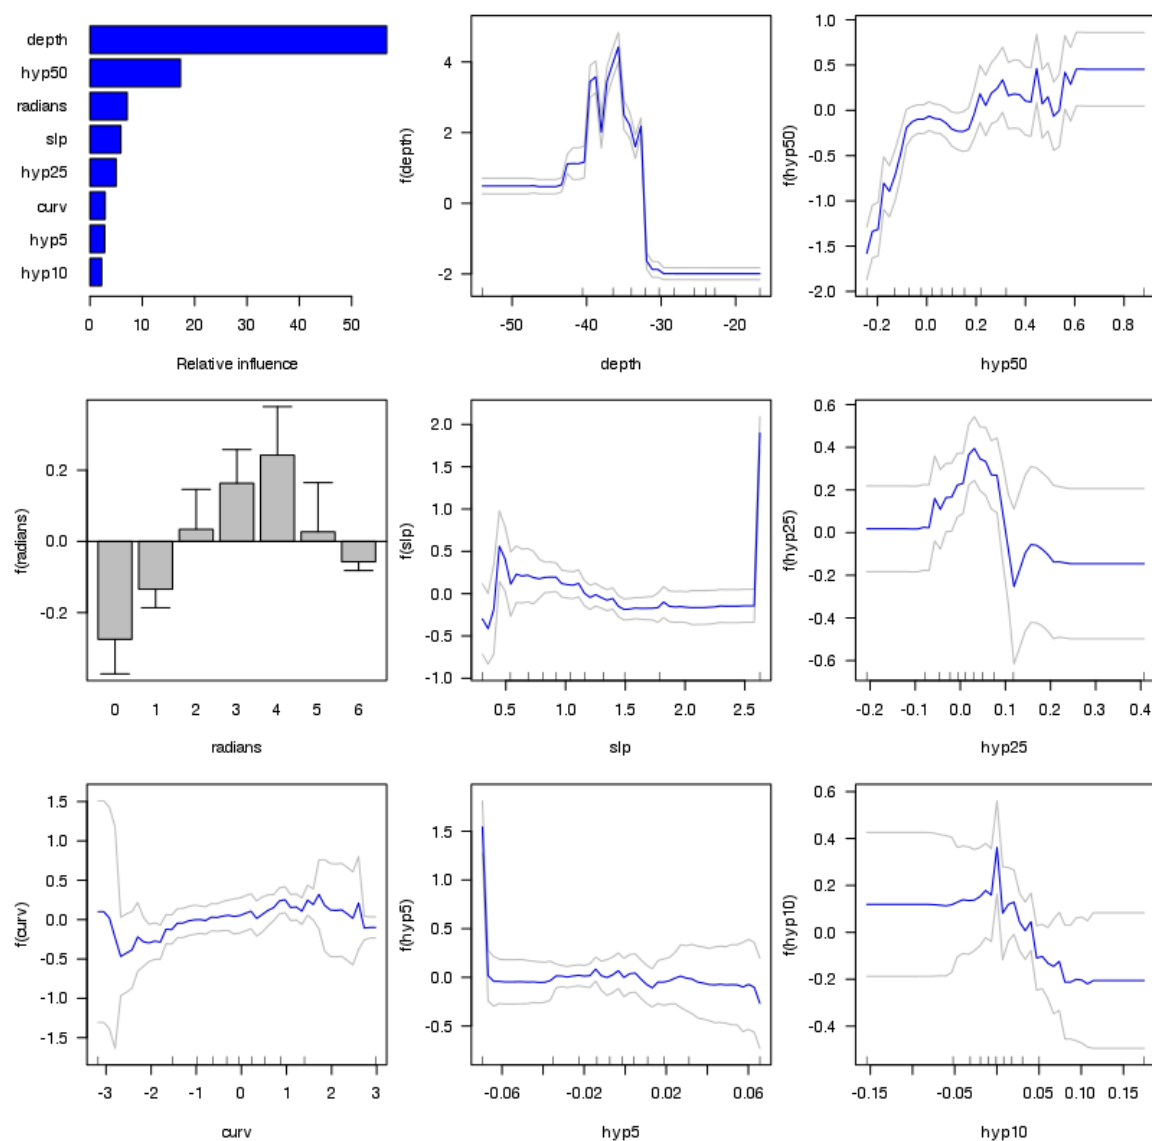 depth
hyp50
radians
slp
hyp25
curv
hyp5
hyp10
0 10 20 30 40 50
Relative influence
f(depth)
4
2
0
-2
-50 -40 -30 -20
depth
f(hyp50)
1.0
0.5
0.0
-0.5
-1.0
-1.5
-2.0
-0.2 0.0 0.2 0.4 0.6 0.8
hyp50
f(radians)
0.2
0.0
-0.2
0 1 2 3 4 5 6
radians
f(slp)
2.0
1.5
1.0
0.5
0.0
-0.5
-1.0
0.5 1.0 1.5 2.0 2.5
slp
f(hyp25)
0.6
0.4
0.2
0.0
-0.2
-0.4
-0.6
-0.2 -0.1 0.0 0.1 0.2 0.3 0.4
hyp25
f(curv)
1.5
1.0
0.5
0.0
-0.5
-1.0
-1.5
-3 -2 -1 0 1 2 3
curv
f(hyp5)
1.5
1.0
0.5
0.0
-0.5
-0.06 -0.02 0.02 0.06
hyp5
f(hyp10)
0.6
0.4
0.2
0.0
-0.2
-0.4
-0.15 -0.05 0.05 0.10 0.15
hyp10